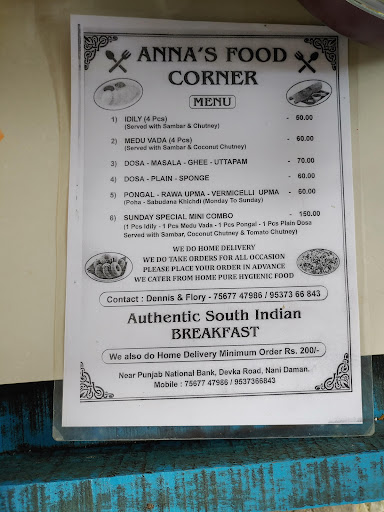 ANNA'S FOOD
CORNER
MENU
1) IDILY (4 Pcs) - 50.00
(Served with Sambar & Chutney)
2) MEDU VADA (4 Pcs) - 60.00
(Served with Sambar & Coconut Chutney)
3) DOSA - MASALA - GHEE - UTTAPAM - 70.00
4) DOSA - PLAIN - SPONGE - 60.00
5) PONGAL - RAWA UPMA - VERMICELLI UPMA - 60.00
(Poha - Sabudana Khichdi (Monday To Sunday)
6) SUNDAY SPECIAL MINI COMBO - 150.00
(1 Pcs Idily - 1 Pcs Medu Vada - 1 Pcs Pongal - 1 Pcs Plain Dosa
Served with Sambar, Coconut Chutney & Tomato Chutney)
WE DO HOME DELIVERY
WE DO TAKE ORDERS FOR ALL OCCASION
PLEASE PLACE YOUR ORDER IN ADVANCE
WE CATER FROM HOME PURE HYGIENIC FOOD
Contact : Dennis & Flory - 75677 47986 / 95373 66 843
Authentic South Indian
BREAKFAST
We also do Home Delivery Minimum Order Rs. 200/-
Near Punjab National Bank, Devka Road, Nani Daman.
Mobile : 75677 47986 / 9537366843